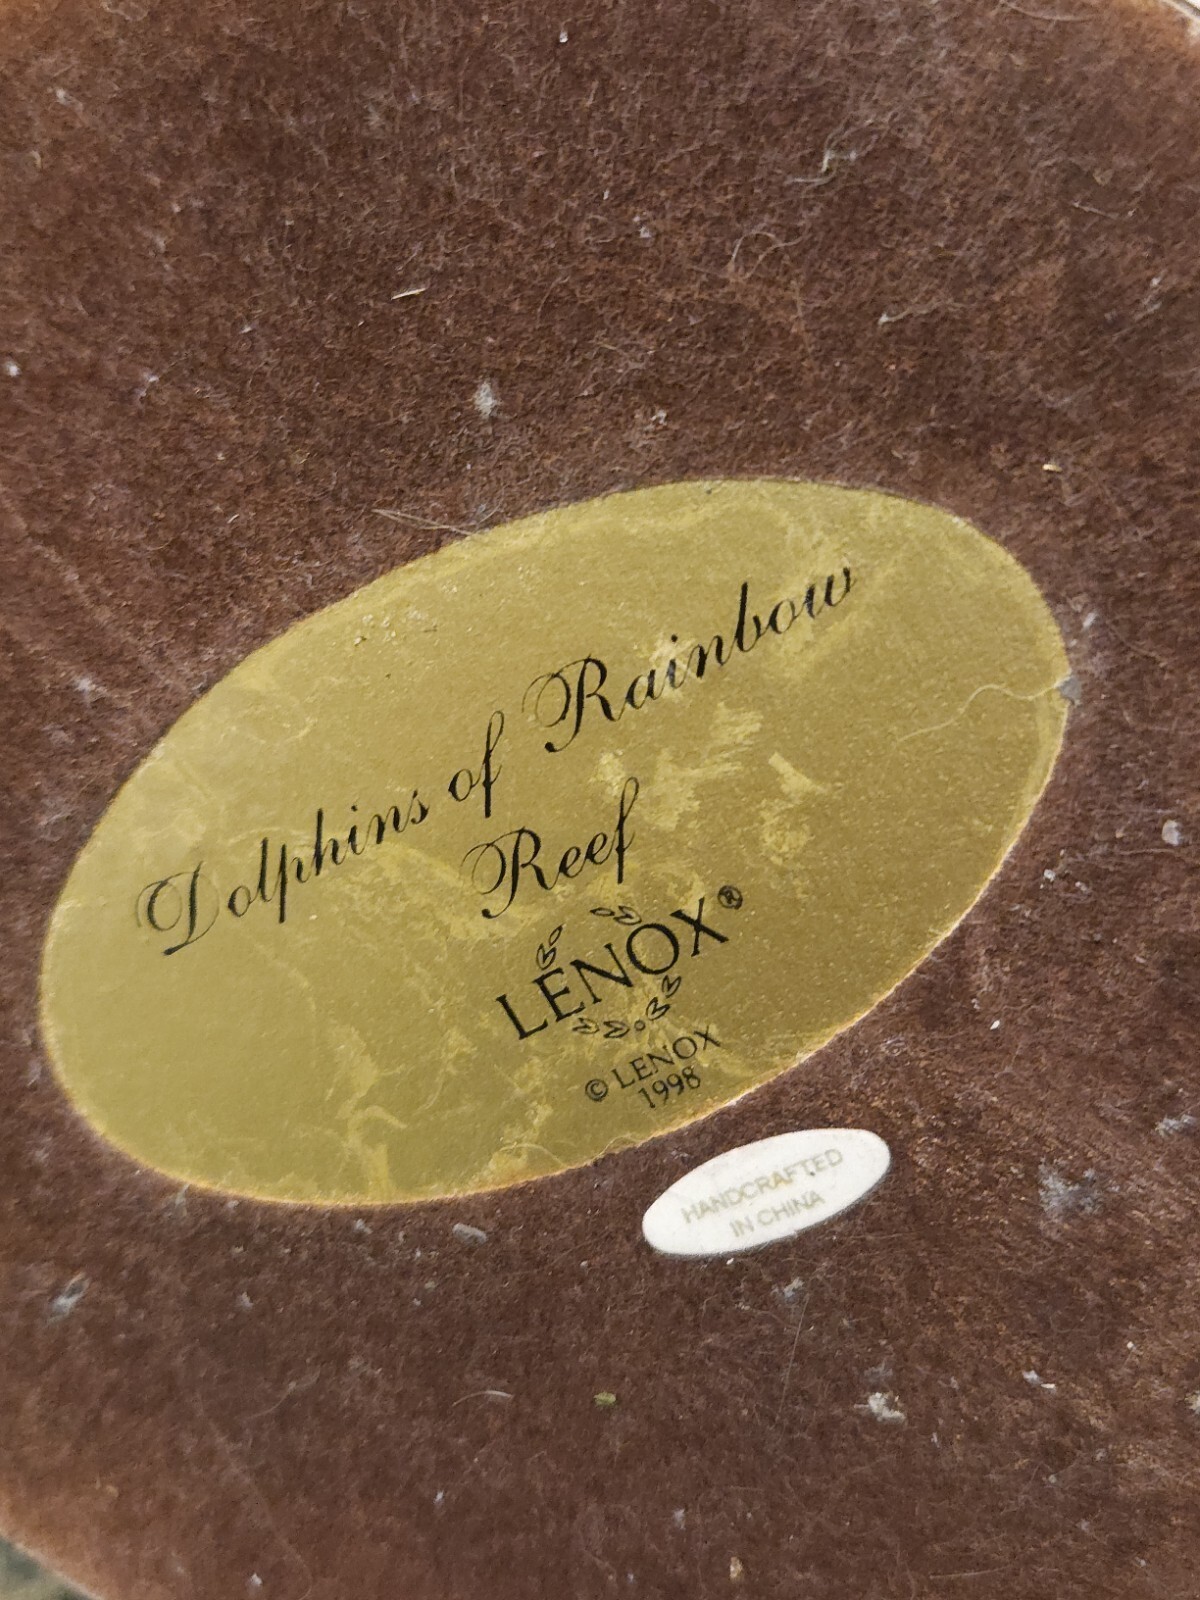 Dolphins of Rainbow
Reef
LENOX®
© LENOX
1998
HANDCRAFTED
IN CHINA